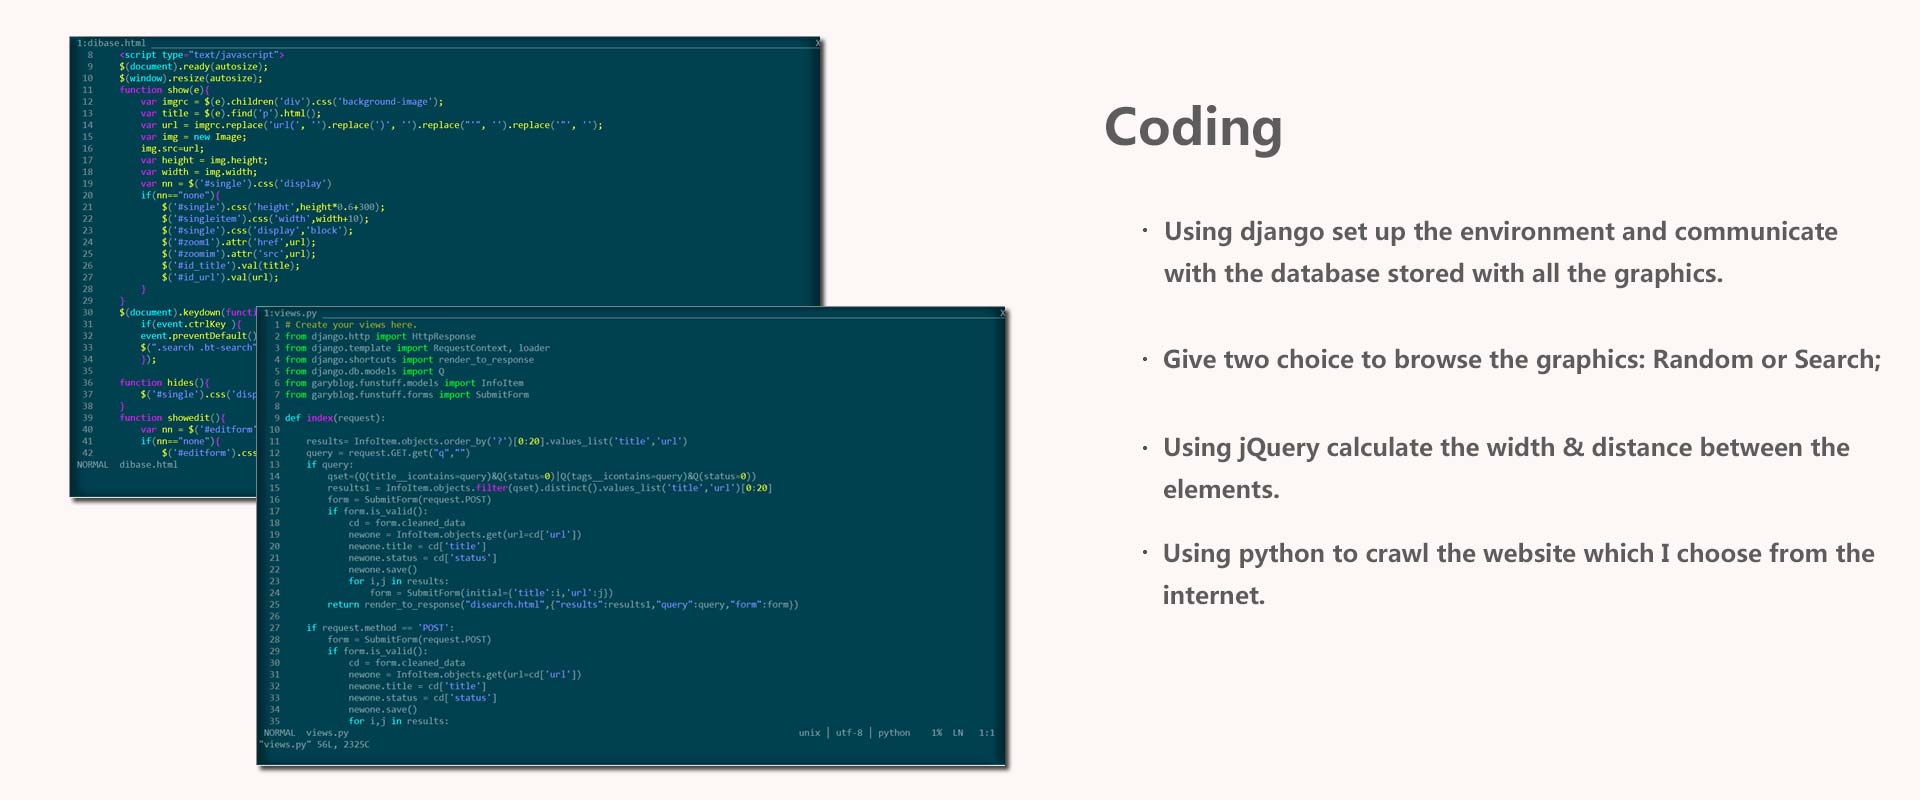 1:dibase.html X
8 <script type="text/javascript">
9 $(document).ready(autosize);
10 $(window).resize(autosize);
11 function show(e){
12 var imgrc = $(e).children('div').css('background-image');
13 var title = $(e).find('p').html();
14 var url = imgrc.replace('url(', '').replace(')', '').replace("'", '').replace('"', '');
15 var img = new Image;
16 img.src=url;
17 var height = img.height;
18 var width = img.width;
19 var nn = $('#single').css('display')
20 if(nn=="none"){
21 $('#single').css('height',height*0.6+300);
22 $('#singleitem').css('width',width+10);
23 $('#single').css('display','block');
24 $('#zoom1').attr('href',url);
25 $('#zoomim').attr('src',url);
26 $('#id_title').val(title);
27 $('#id_url').val(url);
28 }
29 }
30 $(document).keydown(functi
31 if(event.ctrlKey ){
32 event.preventDefault()
33 $(".search .bt-search"
34 });
35
36 function hides(){
37 $('#single').css('disp
38 }
39 function showedit(){
40 var nn = $('#editform'
41 if(nn=="none"){
42 $('#editform').css
NORMAL dibase.html
1:views.py X
1 # Create your views here.
2 from django.http import HttpResponse
3 from django.template import RequestContext, loader
4 from django.shortcuts import render_to_response
5 from django.db.models import Q
6 from garyblog.funstuff.models import InfoItem
7 from garyblog.funstuff.forms import SubmitForm
8
9 def index(request):
10
11 results= InfoItem.objects.order_by('?')[0:20].values_list('title','url')
12 query = request.GET.get("q","")
13 if query:
14 qset=(Q(title__icontains=query)&Q(status=0)|Q(tags__icontains=query)&Q(status=0))
15 results1 = InfoItem.objects.filter(qset).distinct().values_list('title','url')[0:20]
16 form = SubmitForm(request.POST)
17 if form.is_valid():
18 cd = form.cleaned_data
19 newone = InfoItem.objects.get(url=cd['url'])
20 newone.title = cd['title']
21 newone.status = cd['status']
22 newone.save()
23 for i,j in results:
24 form = SubmitForm(initial={'title':i,'url':j})
25 return render_to_response("disearch.html",{"results":results1,"query":query,"form":form})
26
27 if request.method == 'POST':
28 form = SubmitForm(request.POST)
29 if form.is_valid():
30 cd = form.cleaned_data
31 newone = InfoItem.objects.get(url=cd['url'])
32 newone.title = cd['title']
33 newone.status = cd['status']
34 newone.save()
35 for i,j in results:
NORMAL views.py unix | utf-8 | python 1% LN 1:1
"views.py" 56L, 2325C
Coding
· Using django set up the environment and communicate
with the database stored with all the graphics.
· Give two choice to browse the graphics: Random or Search;
· Using jQuery calculate the width & distance between the
elements.
· Using python to crawl the website which I choose from the
internet.